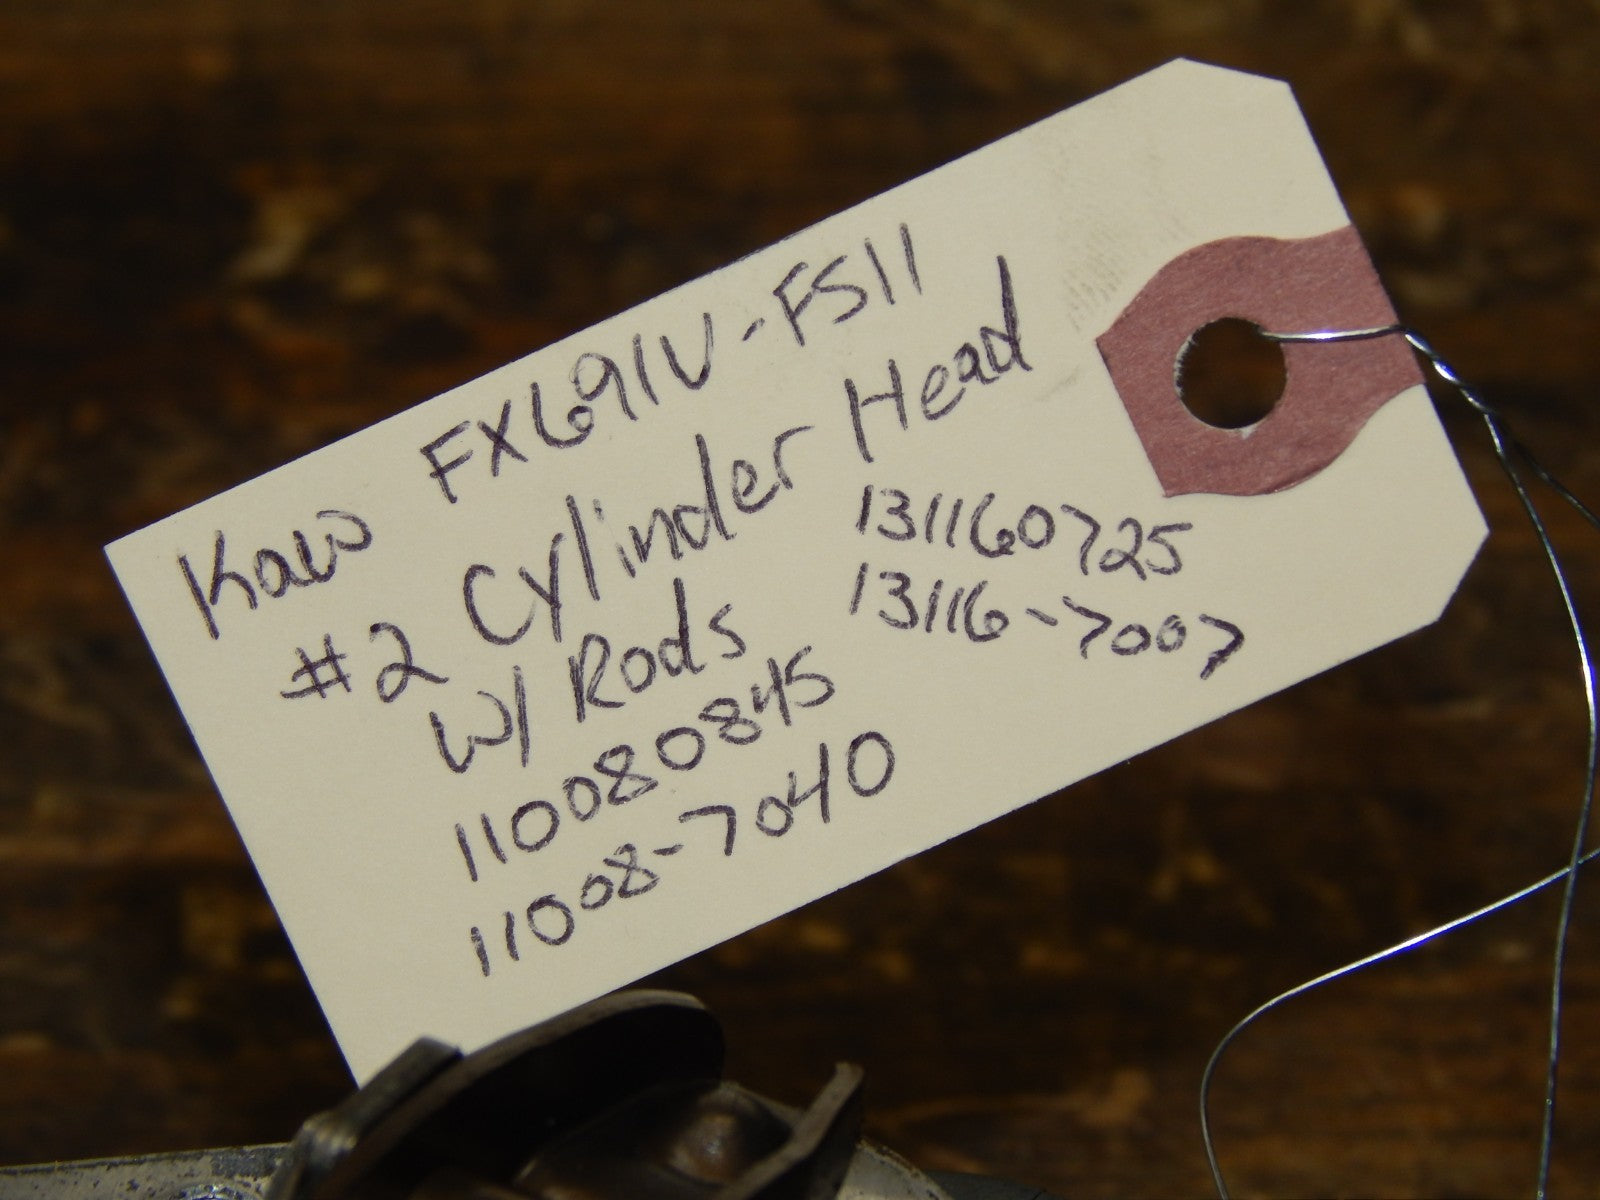 Kaw FX691V-FS11
#2 Cylinder Head
W/ Rods
110080845
11008-7040
131160725
13116-7007